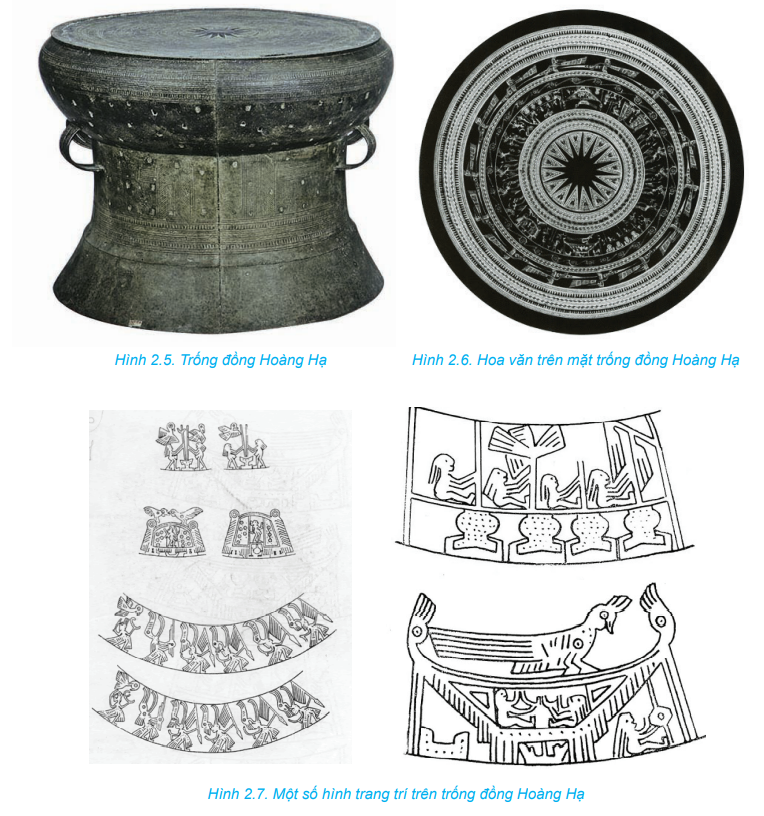 Hình 2.5. Trống đồng Hoàng Hạ
Hình 2.6. Hoa văn trên mặt trống đồng Hoàng Hạ
Hình 2.7. Một số hình trang trí trên trống đồng Hoàng Hạ